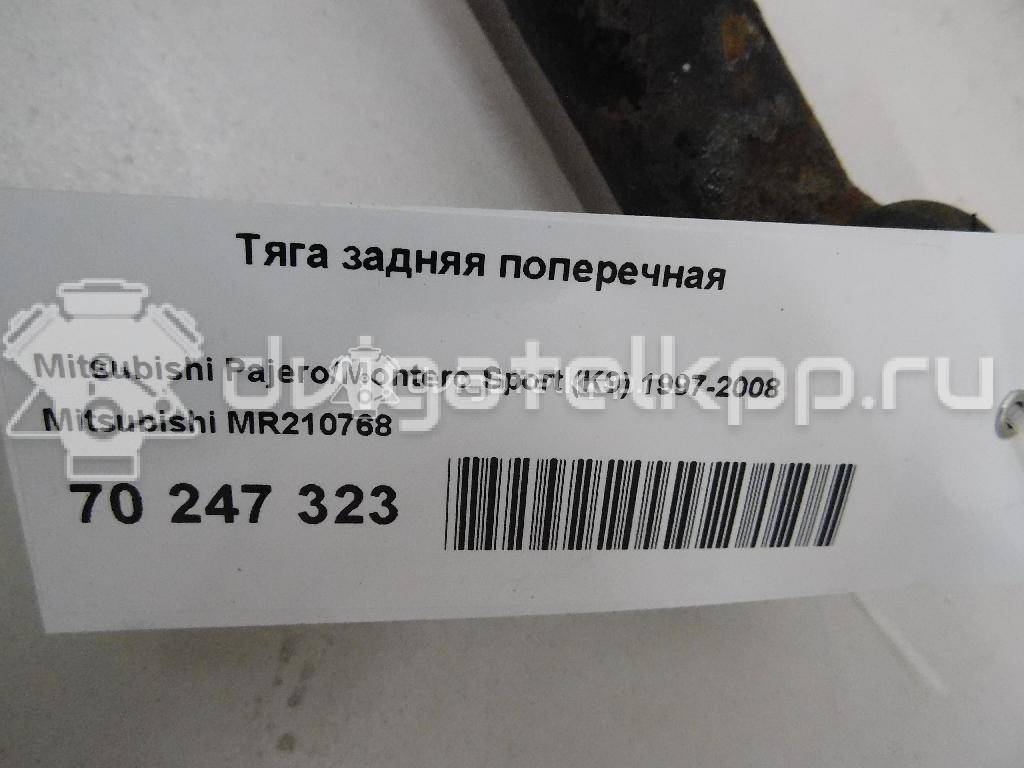 Тяга задняя поперечная
Mitsubishi Pajero/Montero Sport (K9) 1997-2008
Mitsubishi MR210768
70 247 323
dvigatelkpp.ru